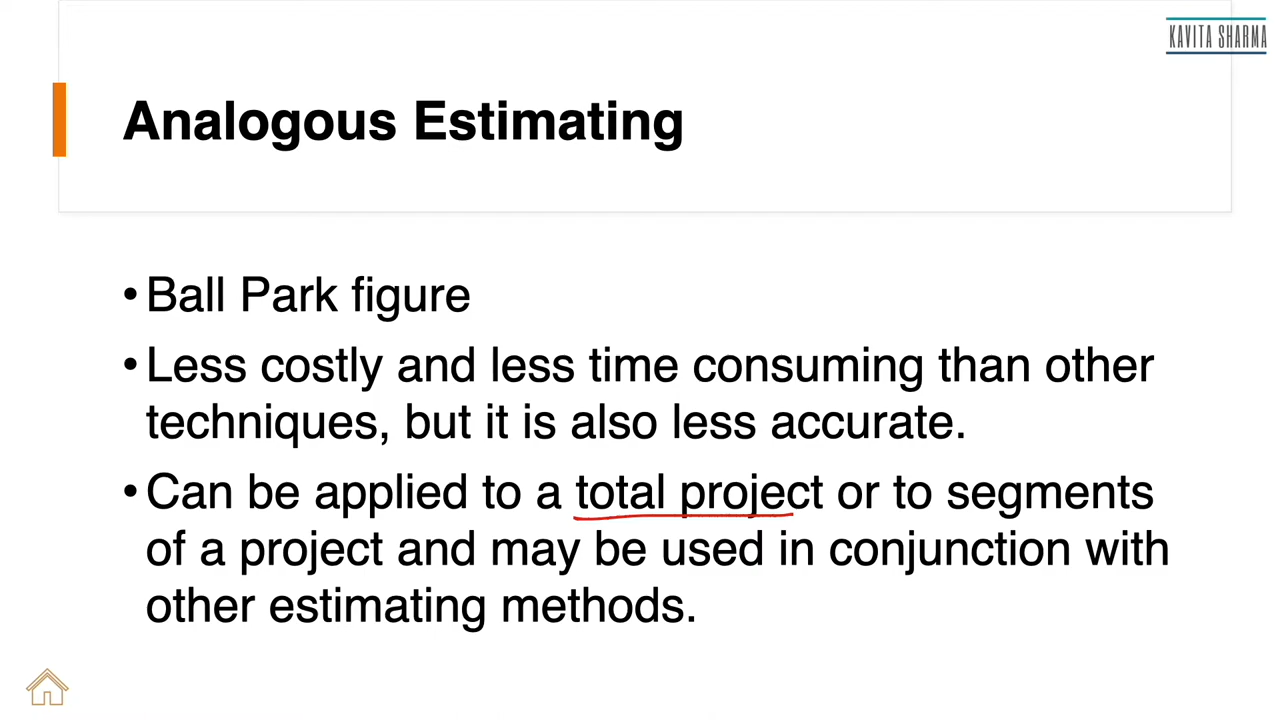 KAVITA SHARMA
Analogous Estimating
•Ball Park figure
•Less costly and less time consuming than other
techniques, but it is also less accurate.
•Can be applied to a total project or to segments
of a project and may be used in conjunction with
other estimating methods.